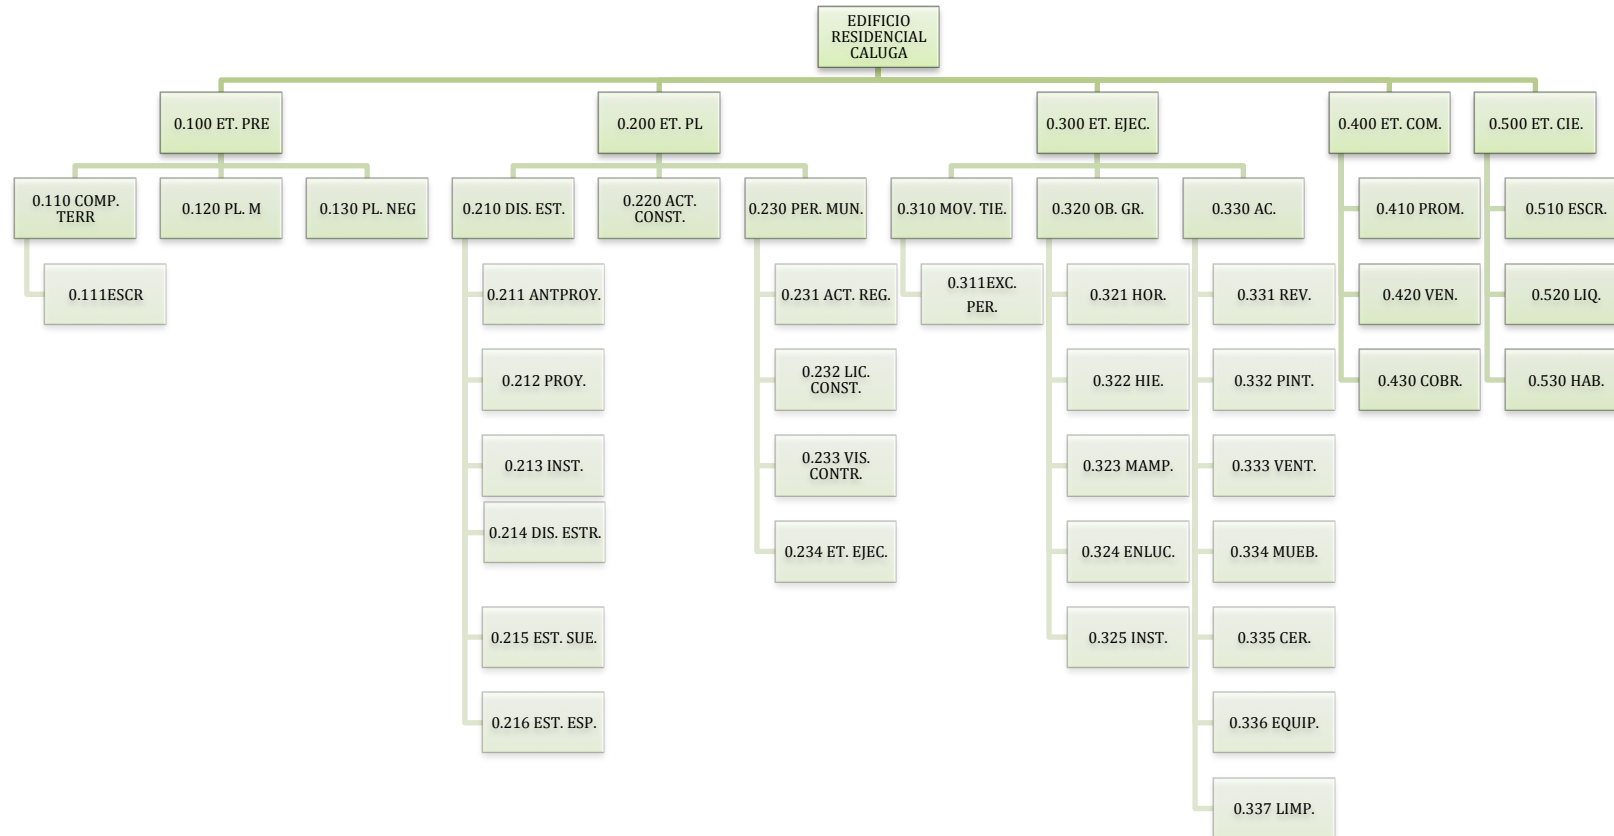 EDIFICIO
RESIDENCIAL
CALUGA
0.100 ET. PRE
0.200 ET. PL
0.300 ET. EJEC.
0.400 ET. COM.
0.500 ET. CIE.
0.110 COMP.
TERR
0.120 PL. M
0.130 PL. NEG
0.210 DIS. EST.
0.220 ACT.
CONST.
0.230 PER. MUN.
0.310 MOV. TIE.
0.320 OB. GR.
0.330 AC.
0.410 PROM.
0.510 ESCR.
0.111ESCR
0.211 ANTPROY.
0.231 ACT. REG.
0.311EXC.
PER.
0.321 HOR.
0.331 REV.
0.420 VEN.
0.520 LIQ.
0.212 PROY.
0.232 LIC.
CONST.
0.322 HIE.
0.332 PINT.
0.430 COBR.
0.530 HAB.
0.213 INST.
0.233 VIS.
CONTR.
0.323 MAMP.
0.333 VENT.
0.214 DIS. ESTR.
0.234 ET. EJEC.
0.324 ENLUC.
0.334 MUEB.
0.215 EST. SUE.
0.325 INST.
0.335 CER.
0.216 EST. ESP.
0.336 EQUIP.
0.337 LIMP.